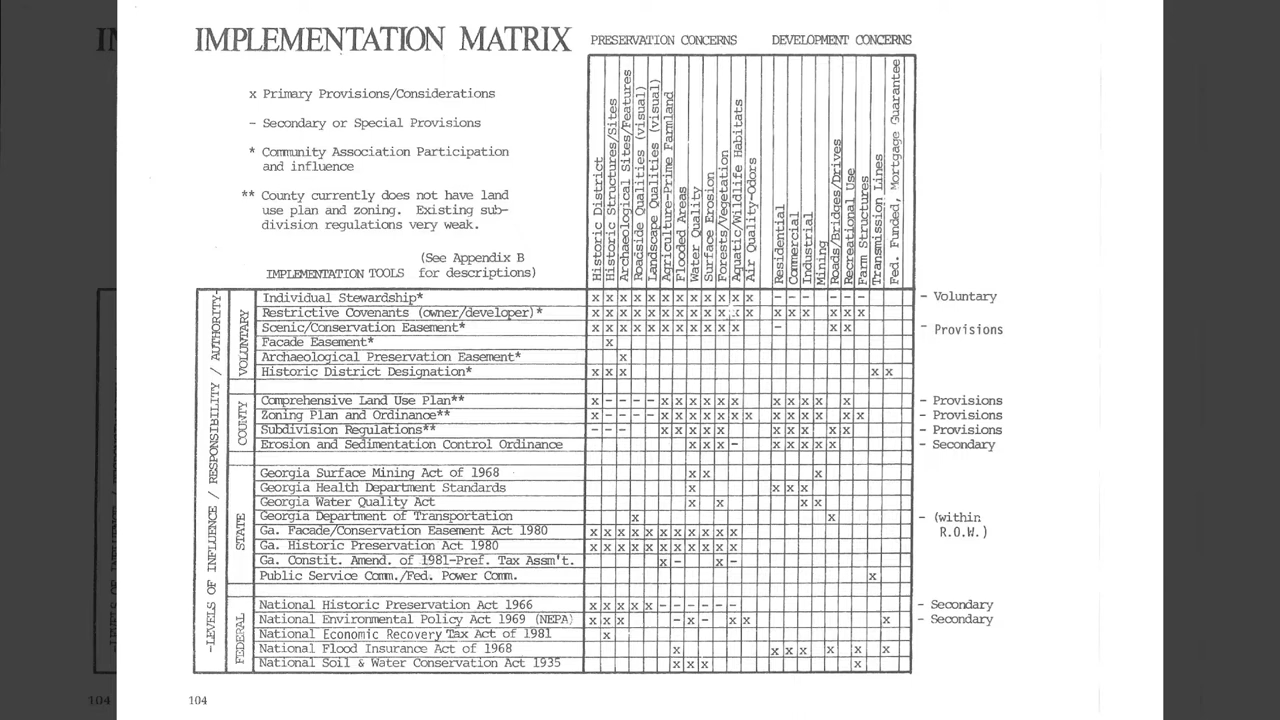 IMPLEMENTATION MATRIX
PRESERVATION CONCERNS
DEVELOPMENT CONCERNS
x Primary Provisions/Considerations
- Secondary or Special Provisions
* Community Association Participation
and influence
** County currently does not have land
use plan and zoning. Existing sub-
division regulations very weak.
(See Appendix B
IMPLEMENTATION TOOLS for descriptions)
Historic District
Historic Structures/Sites
Archaeological Sites/Features
Roadside Qualities (visual)
Landscape Qualities (visual)
Agriculture-Prime Farmland
Flooded Areas
Water Quality
Surface Erosion
Forests/Vegetation
Aquatic/Wildlife Habitats
Air Quality-Odors
Residential
Commercial
Industrial
Mining
Roads/Bridges/Drives
Recreational Use
Farm Structures
Transmission Lines
Fed. Funded, Mortgage Guarantee
-LEVELS OF INFLUENCE / RESPONSIBILITY / AUTHORITY-
VOLUNTARY
Individual Stewardship* x x x x x x x x x x x x - - - - - - - - Voluntary
Restrictive Covenants (owner/developer)* x x x x x x x x x x x x x x x x x x
Scenic/Conservation Easement* x x x x x x x x x x x - x x - Provisions
Facade Easement* x
Archaeological Preservation Easement* x
Historic District Designation* x x x x x
COUNTY
Comprehensive Land Use Plan** x - - - - x x x x x x x x x x x - Provisions
Zoning Plan and Ordinance** x - - - - x x x x x x x x x x x x x - Provisions
Subdivision Regulations** - - - x x x x x x x x x x - Provisions
Erosion and Sedimentation Control Ordinance x x x - x x x x x - Secondary
STATE
Georgia Surface Mining Act of 1968 x x x
Georgia Health Department Standards x x x x
Georgia Water Quality Act x x x x
Georgia Department of Transportation x x - (within
R.O.W.)
Ga. Facade/Conservation Easement Act 1980 x x x x x x x x x x x
Ga. Historic Preservation Act 1980 x x x x x x x x x x x
Ga. Constit. Amend. of 1981-Pref. Tax Assm't. x - x -
Public Service Comm./Fed. Power Comm. x
FEDERAL
National Historic Preservation Act 1966 x x x x x - - - - - - - Secondary
National Environmental Policy Act 1969 (NEPA) x x x - x - x x x - Secondary
National Economic Recovery Tax Act of 1981 x
National Flood Insurance Act of 1968 x x x x x x x
National Soil & Water Conservation Act 1935 x x x x
104
104